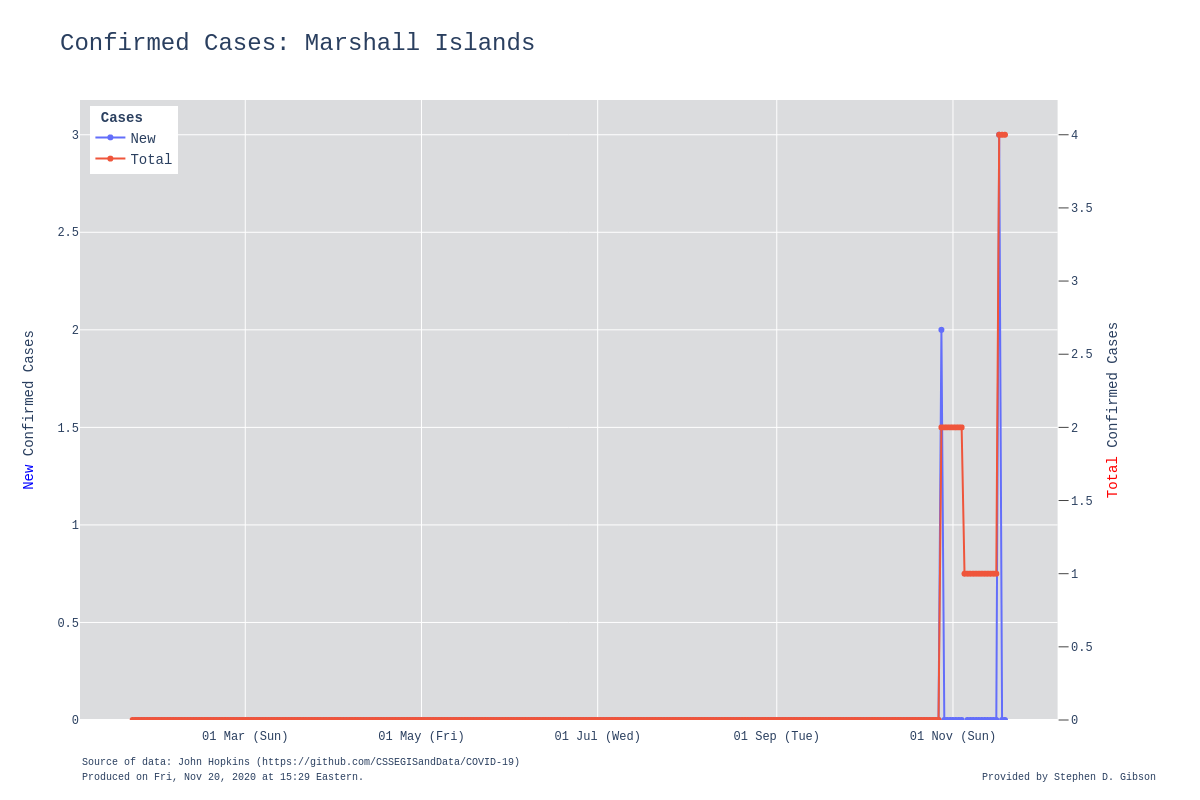 Confirmed Cases: Marshall Islands
Cases
New
Total
3
2.5
2
1.5
1
0.5
0
4
3.5
3
2.5
2
1.5
1
0.5
0
New Confirmed Cases
Total Confirmed Cases
01 Mar (Sun)
01 May (Fri)
01 Jul (Wed)
01 Sep (Tue)
01 Nov (Sun)
Source of data: John Hopkins (https://github.com/CSSEGISandData/COVID-19)
Produced on Fri, Nov 20, 2020 at 15:29 Eastern.
Provided by Stephen D. Gibson